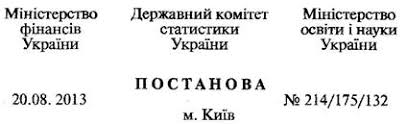 Міністерство Державний комітет Міністерство
фінансів статистики освіти і науки
України України України
ПОСТАНОВА
20.08. 2013 № 214/175/132
м. Київ